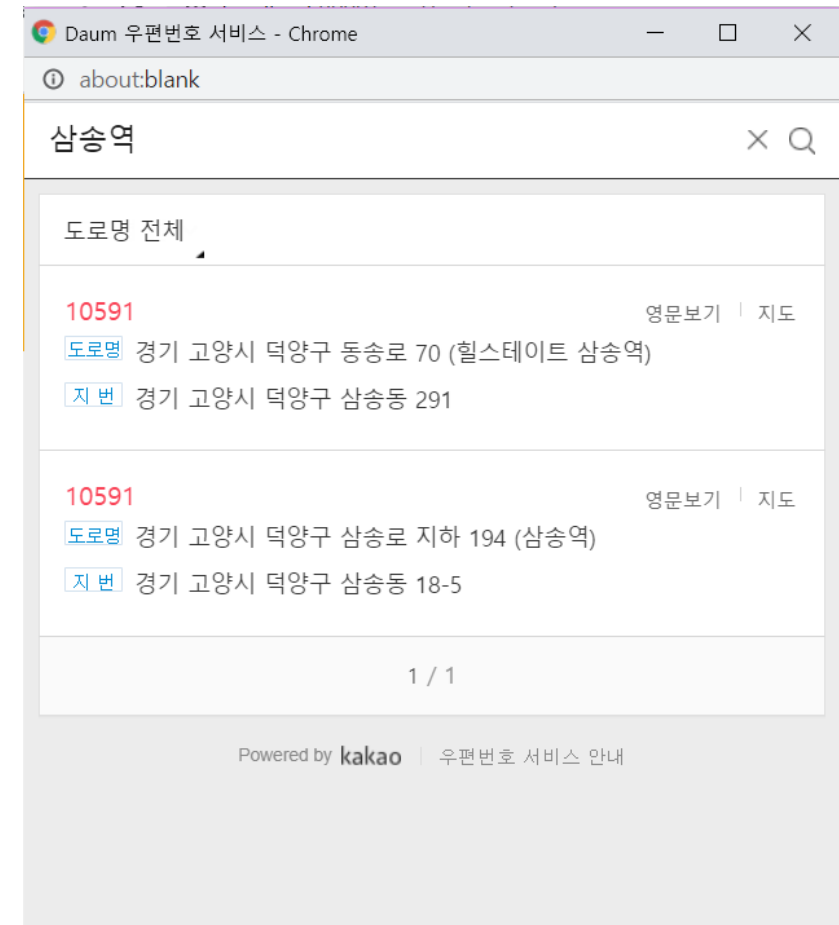 Daum 우편번호 서비스 - Chrome
about:blank
삼송역
도로명 전체
10591 영문보기 지도
도로명 경기 고양시 덕양구 동송로 70 (힐스테이트 삼송역)
지번 경기 고양시 덕양구 삼송동 291
10591 영문보기 지도
도로명 경기 고양시 덕양구 삼송로 지하 194 (삼송역)
지번 경기 고양시 덕양구 삼송동 18-5
1 / 1
Powered by kakao 우편번호 서비스 안내